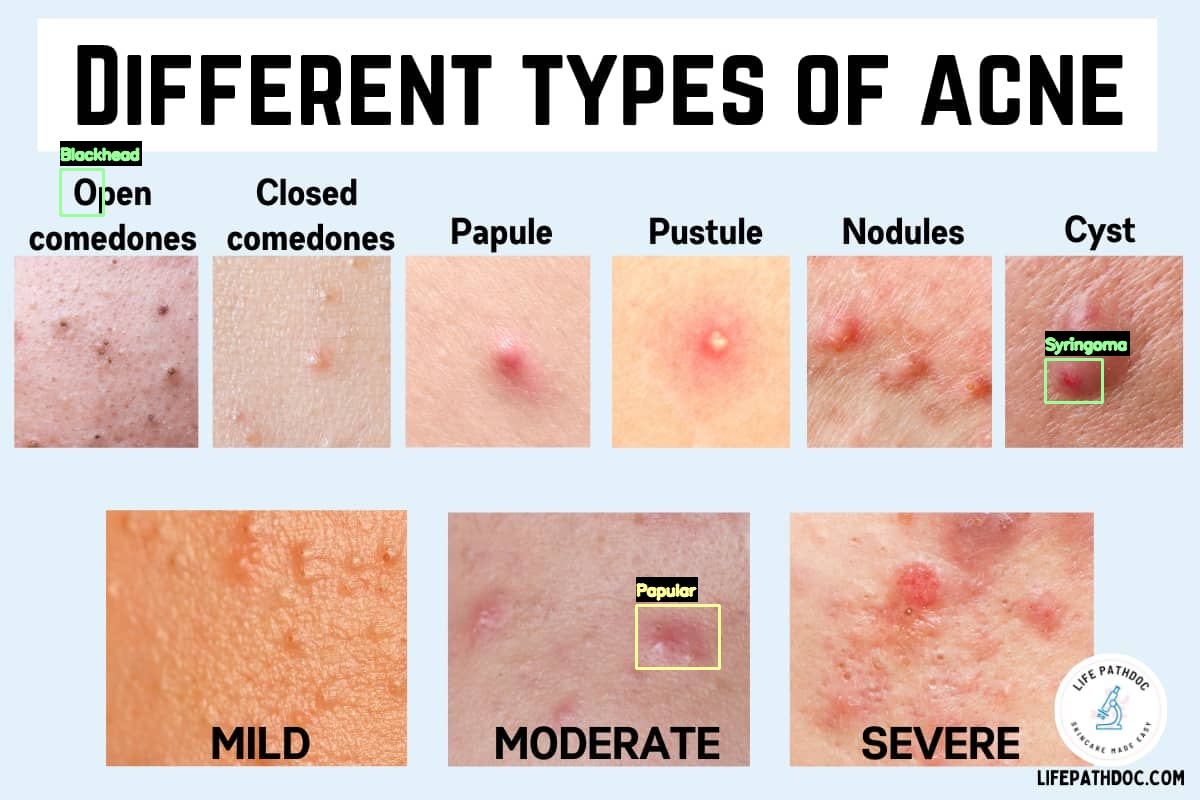 DIFFERENT TYPES OF ACNE
Blackhead
Open comedones
Closed comedones
Papule
Pustule
Nodules
Cyst
Syringoma
Papular
MILD
MODERATE
SEVERE
LIFE PATHDOC
SKINCARE MADE EASY
LIFEPATHDOC.COM